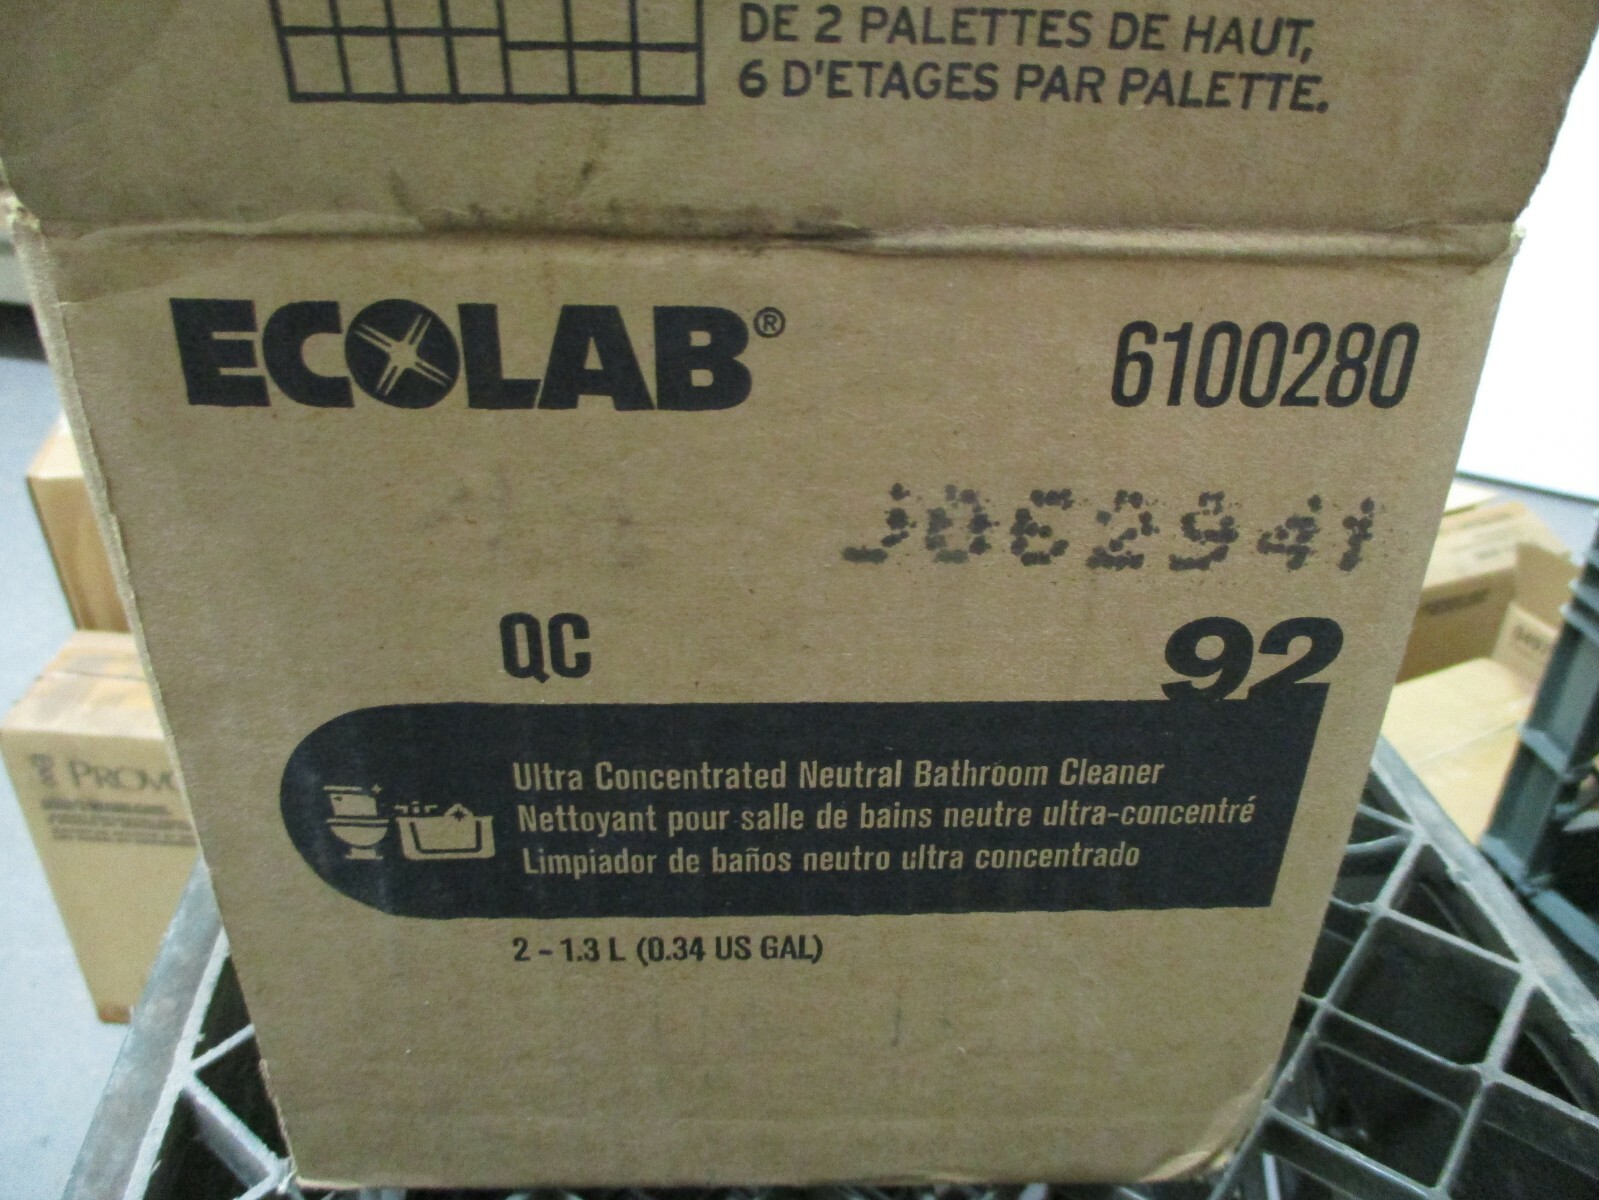 DE 2 PALETTES DE HAUT,
6 D'ETAGES PAR PALETTE.
ECOLAB®
6100280
J062941
QC
92
Ultra Concentrated Neutral Bathroom Cleaner
Nettoyant pour salle de bains neutre ultra-concentré
Limpiador de baños neutro ultra concentrado
2 - 1.3 L (0.34 US GAL)